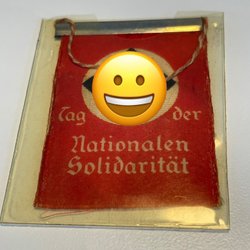 Tag der
Nationalen
Solidarität